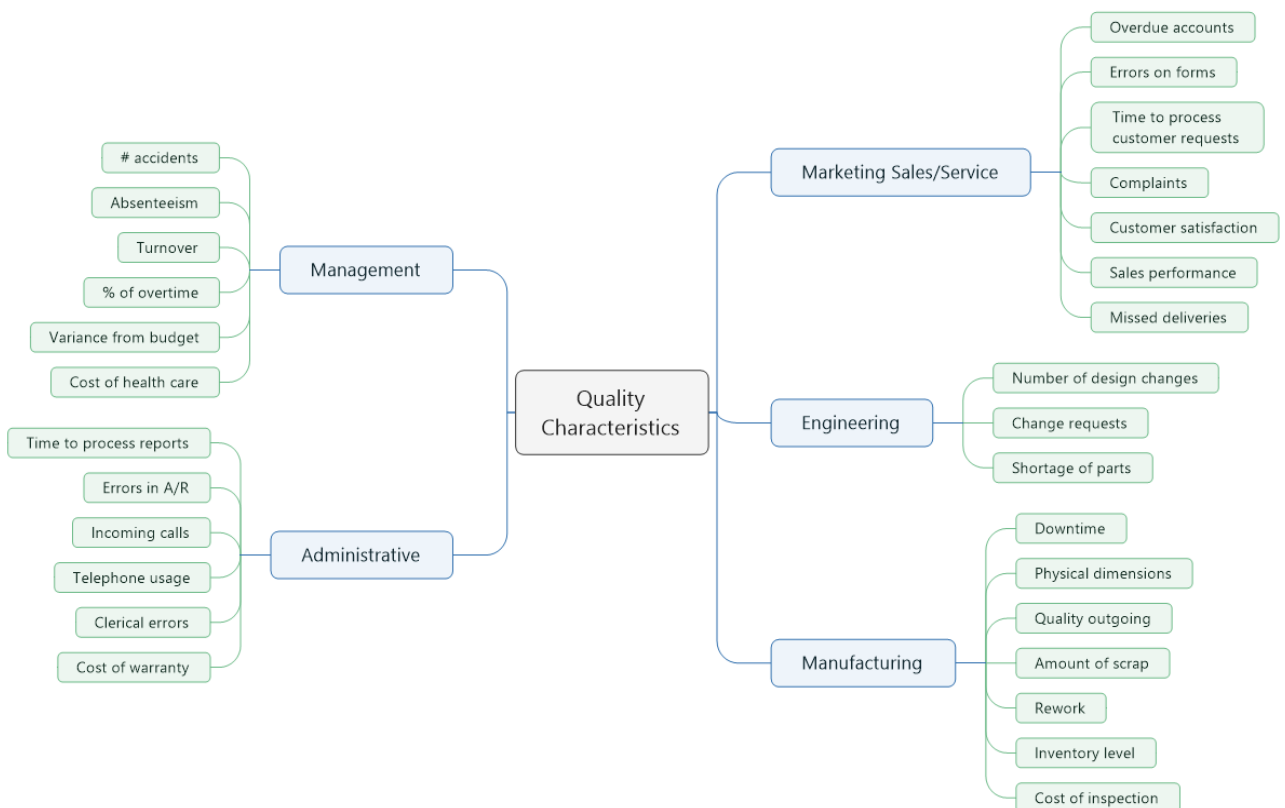 Quality
Characteristics
Marketing Sales/Service
Overdue accounts
Errors on forms
Time to process
customer requests
Complaints
Customer satisfaction
Sales performance
Missed deliveries
Engineering
Number of design changes
Change requests
Shortage of parts
Manufacturing
Downtime
Physical dimensions
Quality outgoing
Amount of scrap
Rework
Inventory level
Cost of inspection
Management
# accidents
Absenteeism
Turnover
% of overtime
Variance from budget
Cost of health care
Administrative
Time to process reports
Errors in A/R
Incoming calls
Telephone usage
Clerical errors
Cost of warranty